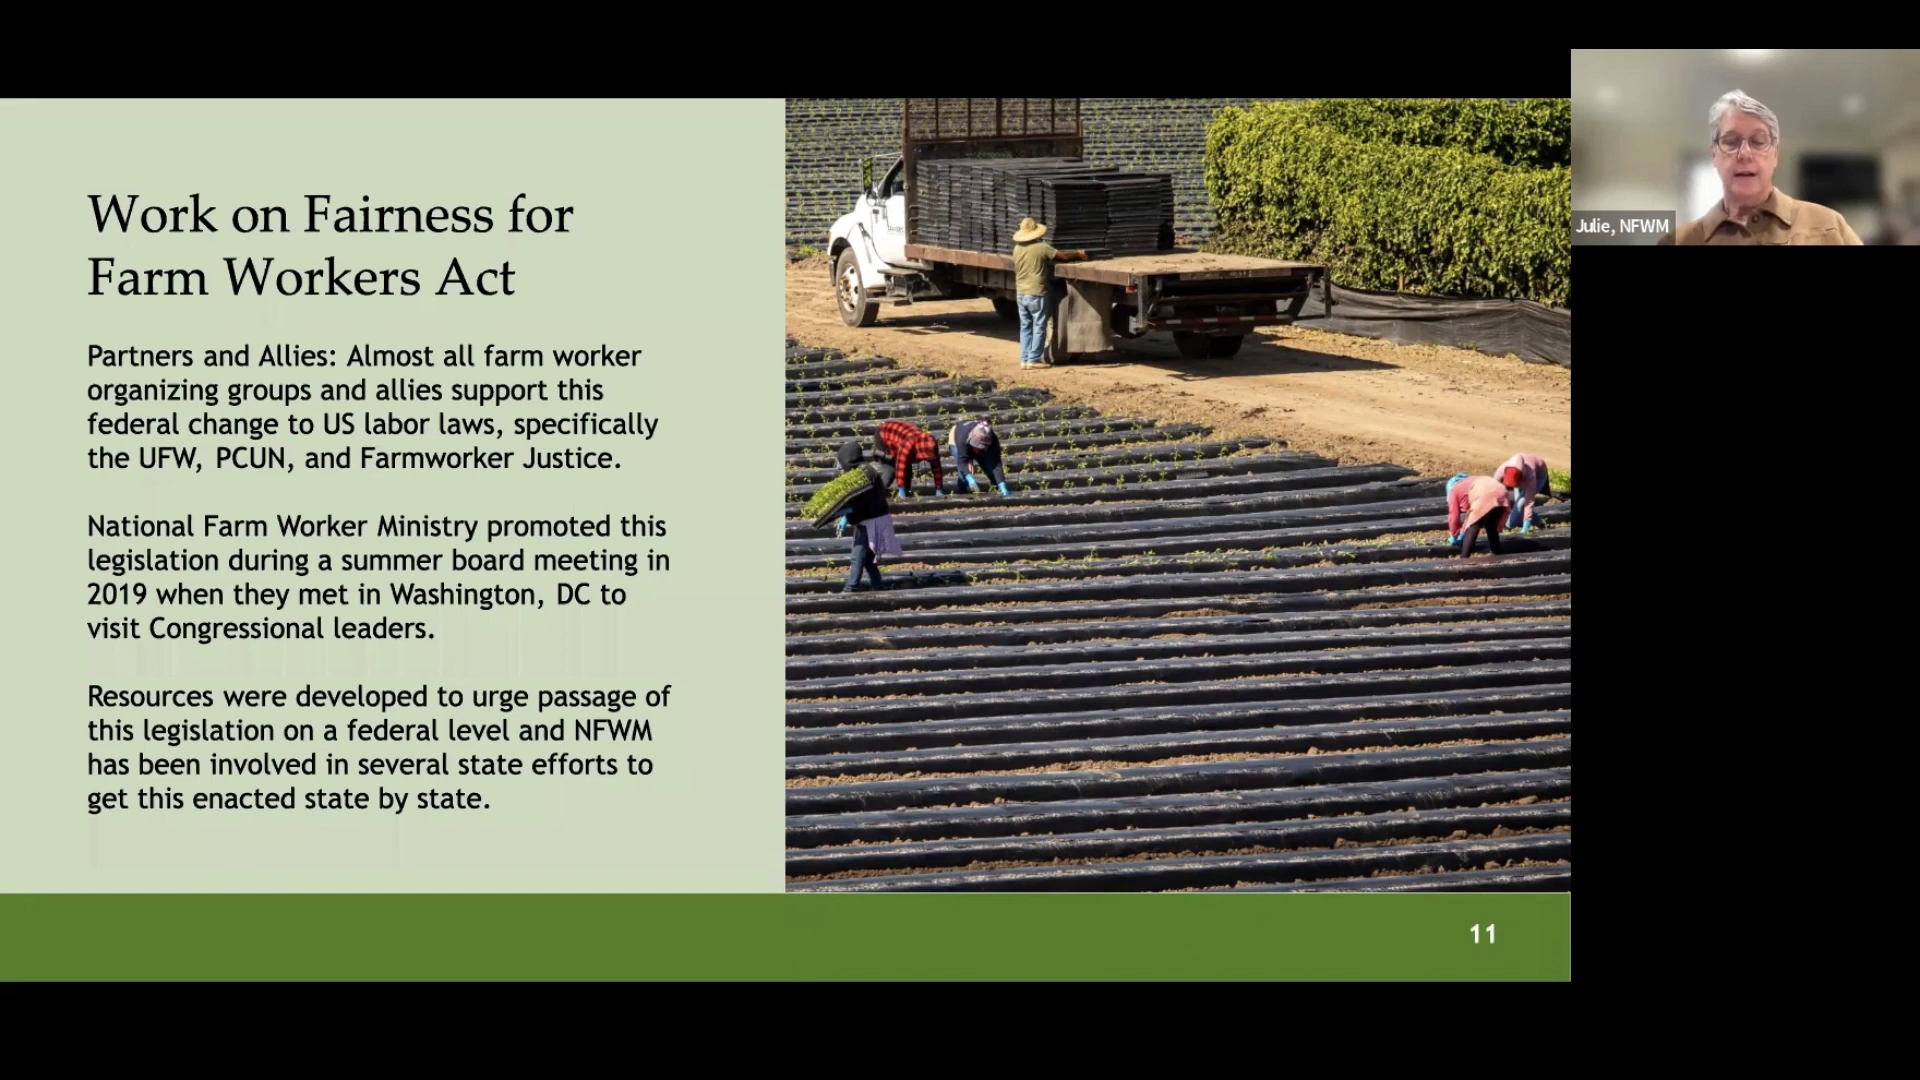 Work on Fairness for
Farm Workers Act
Partners and Allies: Almost all farm worker
organizing groups and allies support this
federal change to US labor laws, specifically
the UFW, PCUN, and Farmworker Justice.
National Farm Worker Ministry promoted this
legislation during a summer board meeting in
2019 when they met in Washington, DC to
visit Congressional leaders.
Resources were developed to urge passage of
this legislation on a federal level and NFWM
has been involved in several state efforts to
get this enacted state by state.
11
Julie, NFWM